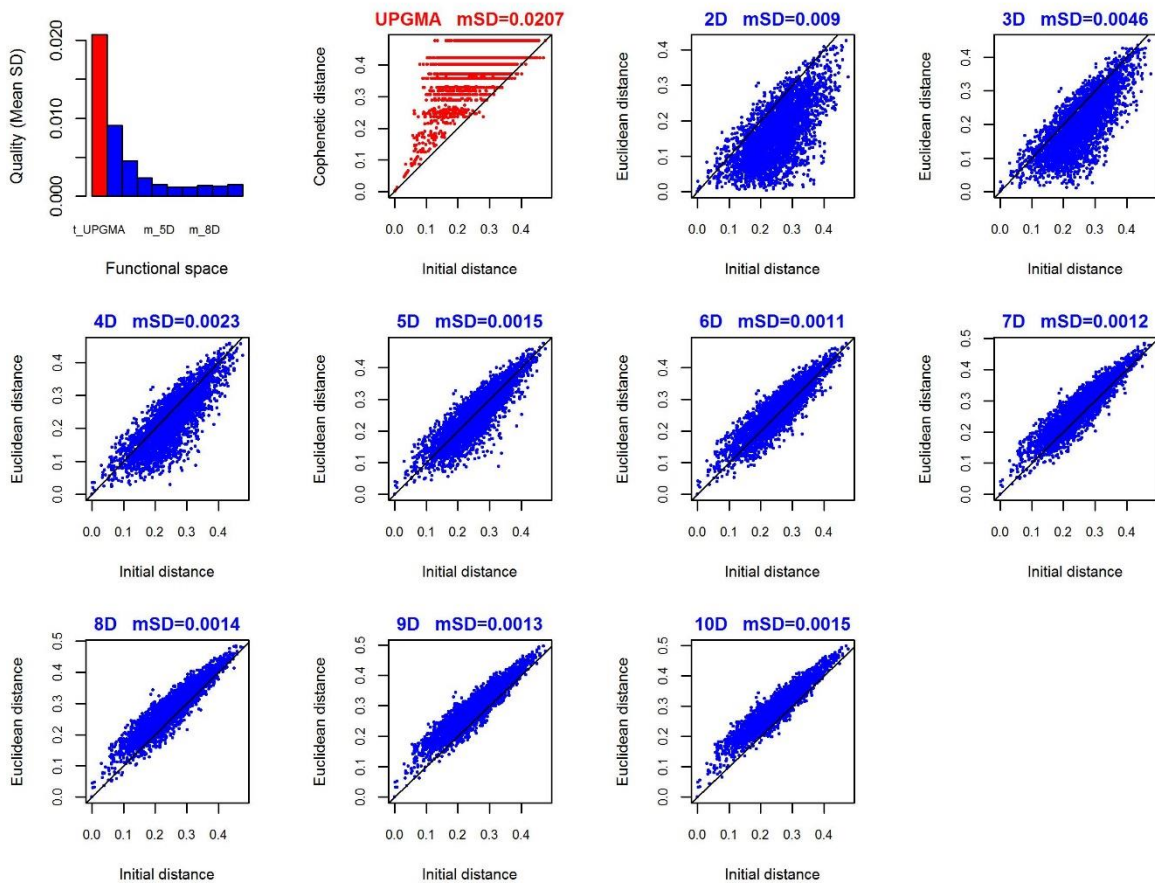 Quality (Mean SD)
0.000 0.010 0.020
t_UPGMA m_5D m_8D
Functional space
UPGMA mSD=0.0207
Cophenetic distance
0.0 0.1 0.2 0.3 0.4
0.0 0.1 0.2 0.3 0.4
Initial distance
2D mSD=0.009
Euclidean distance
0.0 0.1 0.2 0.3 0.4
0.0 0.1 0.2 0.3 0.4
Initial distance
3D mSD=0.0046
Euclidean distance
0.0 0.1 0.2 0.3 0.4
0.0 0.1 0.2 0.3 0.4
Initial distance
4D mSD=0.0023
Euclidean distance
0.0 0.1 0.2 0.3 0.4
0.0 0.1 0.2 0.3 0.4
Initial distance
5D mSD=0.0015
Euclidean distance
0.0 0.1 0.2 0.3 0.4
0.0 0.1 0.2 0.3 0.4
Initial distance
6D mSD=0.0011
Euclidean distance
0.0 0.1 0.2 0.3 0.4
0.0 0.1 0.2 0.3 0.4
Initial distance
7D mSD=0.0012
Euclidean distance
0.0 0.1 0.2 0.3 0.4 0.5
0.0 0.1 0.2 0.3 0.4
Initial distance
8D mSD=0.0014
Euclidean distance
0.0 0.1 0.2 0.3 0.4 0.5
0.0 0.1 0.2 0.3 0.4
Initial distance
9D mSD=0.0013
Euclidean distance
0.0 0.1 0.2 0.3 0.4 0.5
0.0 0.1 0.2 0.3 0.4
Initial distance
10D mSD=0.0015
Euclidean distance
0.0 0.1 0.2 0.3 0.4 0.5
0.0 0.1 0.2 0.3 0.4
Initial distance